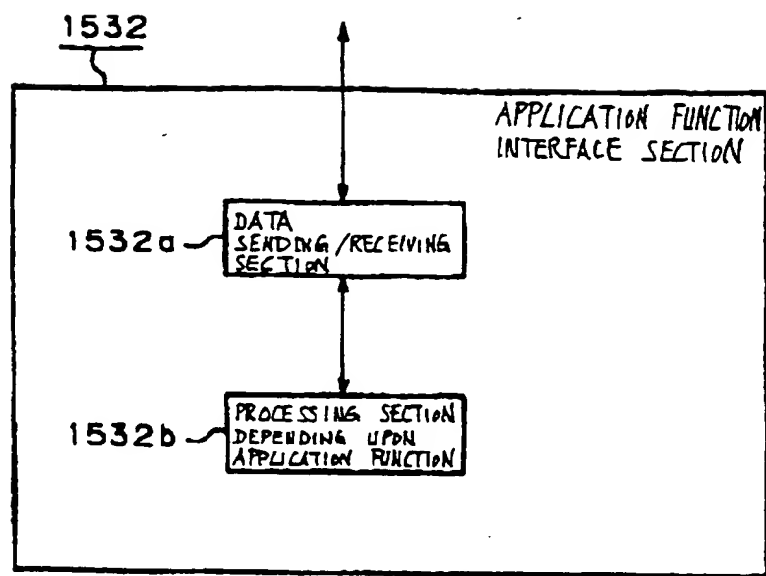 1532
APPLICATION FUNCTION
INTERFACE SECTION
1532a
DATA
SENDING/RECEIVING
SECTION
1532b
PROCESSING SECTION
DEPENDING UPON
APPLICATION FUNCTION